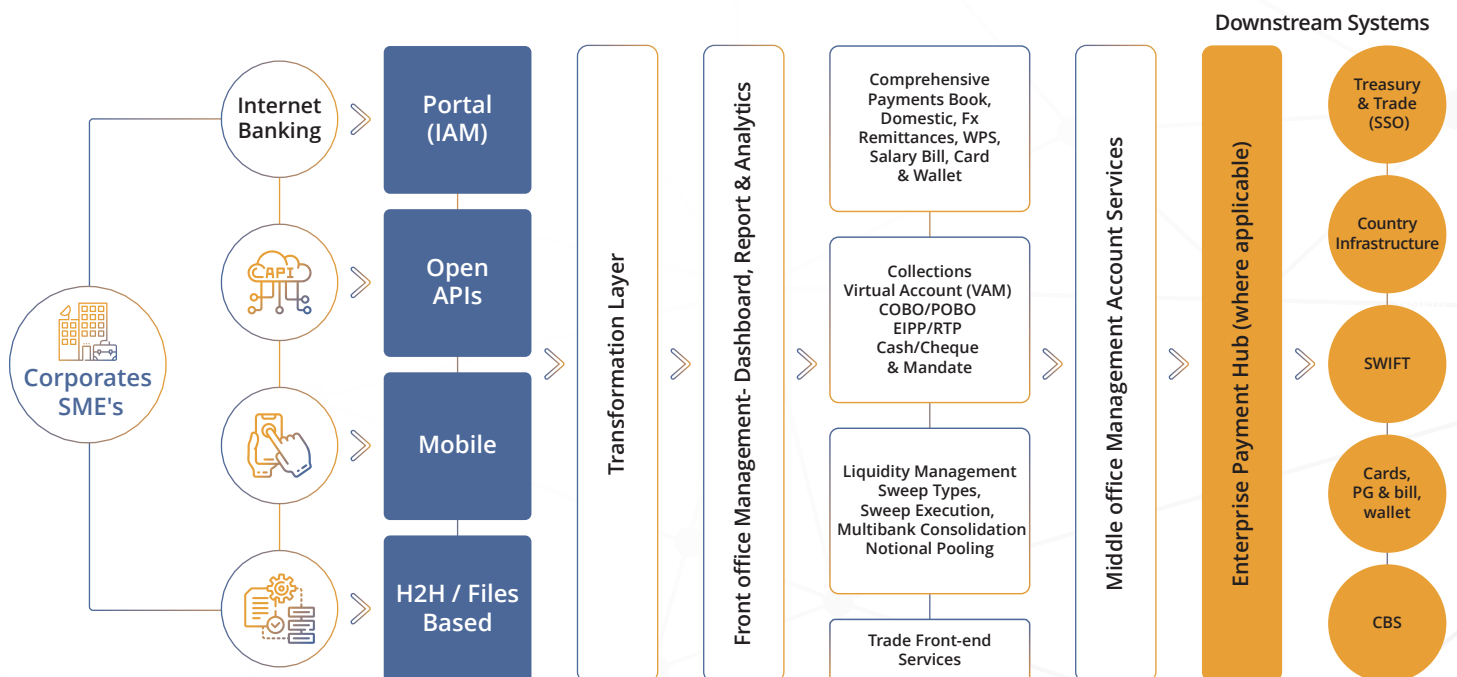 Downstream Systems
Corporates
SME's
Internet
Banking
API
Portal
(IAM)
Open
APIs
Mobile
H2H / Files
Based
Transformation Layer
Front office Management- Dashboard, Report & Analytics
Comprehensive
Payments Book,
Domestic, Fx
Remittances, WPS,
Salary Bill, Card
& Wallet
Collections
Virtual Account (VAM)
COBO/POBO
EIPP/RTP
Cash/Cheque
& Mandate
Liquidity Management
Sweep Types,
Sweep Execution,
Multibank Consolidation
Notional Pooling
Trade Front-end
Services
Middle office Management Account Services
Enterprise Payment Hub (where applicable)
Treasury
& Trade
(SSO)
Country
Infrastructure
SWIFT
Cards,
PG & bill,
wallet
CBS